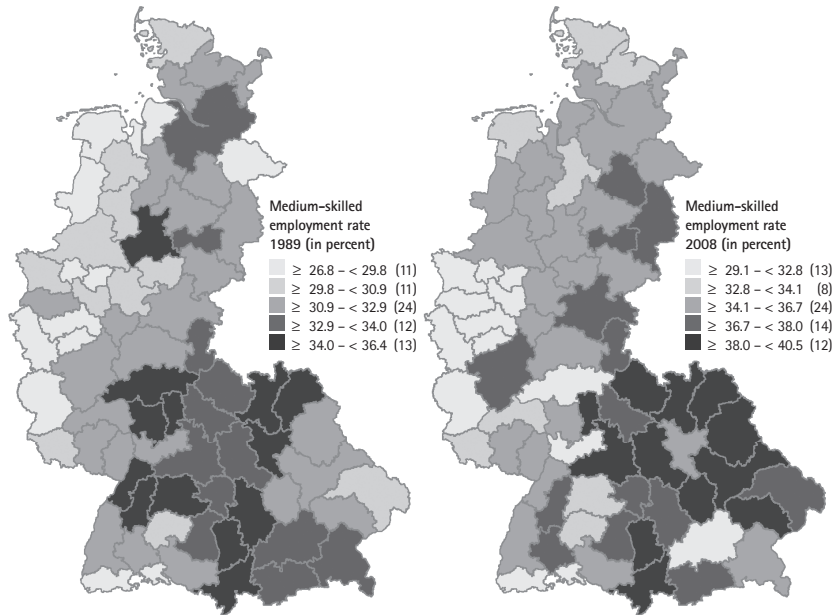 Medium-skilled
employment rate
1989 (in percent)
≥ 26.8 – < 29.8 (11)
≥ 29.8 – < 30.9 (11)
≥ 30.9 – < 32.9 (24)
≥ 32.9 – < 34.0 (12)
≥ 34.0 – < 36.4 (13)
Medium-skilled
employment rate
2008 (in percent)
≥ 29.1 – < 32.8 (13)
≥ 32.8 – < 34.1 (8)
≥ 34.1 – < 36.7 (24)
≥ 36.7 – < 38.0 (14)
≥ 38.0 – < 40.5 (12)